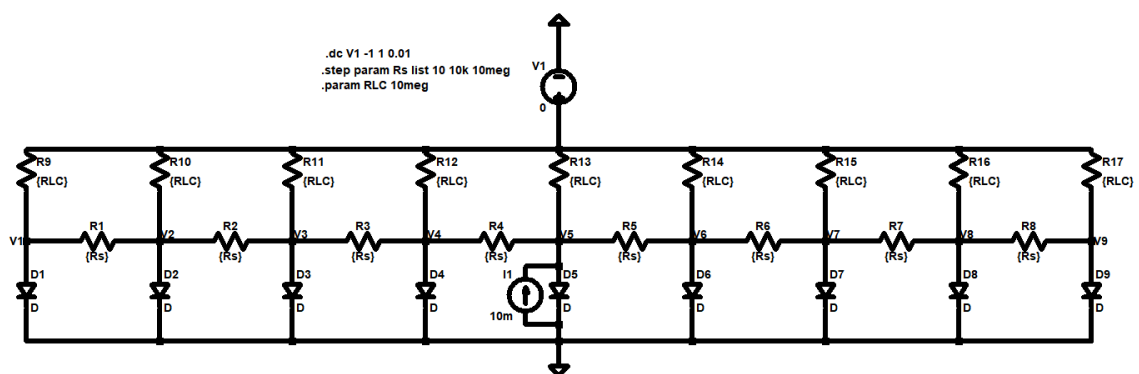 .dc V1 -1 1 0.01
.step param Rs list 10 10k 10meg
.param RLC 10meg
V1
0
R9 R10 R11 R12 R13 R14 R15 R16 R17
{RLC} {RLC} {RLC} {RLC} {RLC} {RLC} {RLC} {RLC} {RLC}
R1 R2 R3 R4 R5 R6 R7 R8
V1 V2 V3 V4 V5 V6 V7 V8 V9
{Rs} {Rs} {Rs} {Rs} {Rs} {Rs} {Rs} {Rs}
D1 D2 D3 D4 I1 D5 D6 D7 D8 D9
D D D D 10m D D D D D